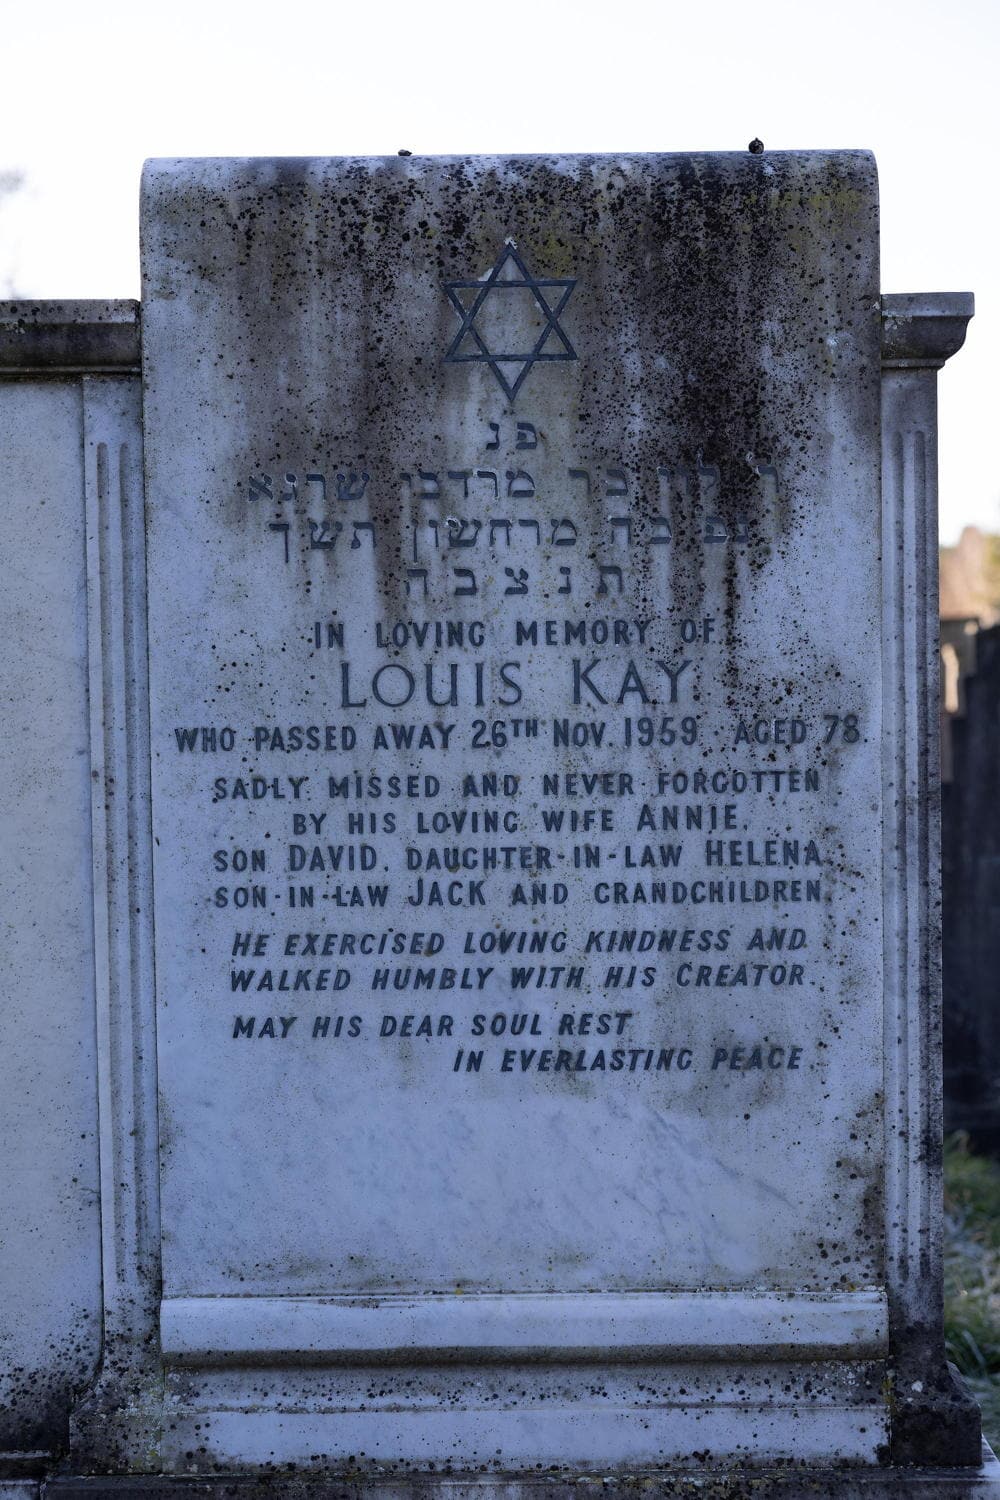 פנ
ר לוי בר מרדכי שרגא
נפ בה מרחשון תשך
ת נ צ ב ה
IN LOVING MEMORY OF
LOUIS KAY
WHO PASSED AWAY 26TH NOV. 1959 · AGED 78.
SADLY MISSED AND NEVER FORGOTTEN
BY HIS LOVING WIFE ANNIE,
SON DAVID, DAUGHTER-IN-LAW HELENA,
SON-IN-LAW JACK AND GRANDCHILDREN.
HE EXERCISED LOVING KINDNESS AND
WALKED HUMBLY WITH HIS CREATOR.
MAY HIS DEAR SOUL REST
IN EVERLASTING PEACE.